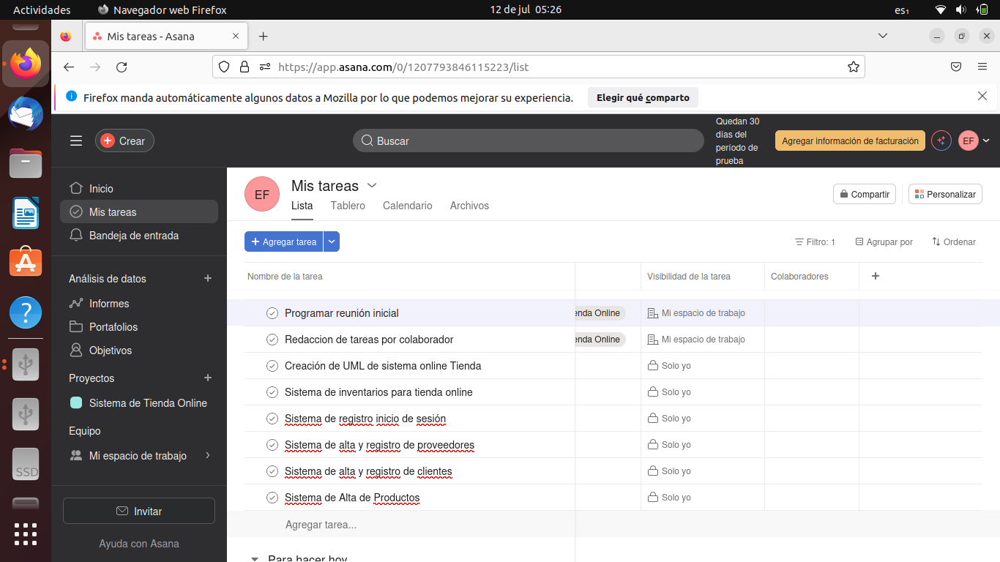 Actividades Navegador web Firefox 12 de jul 05:26 es₁
Mis tareas - Asana
https://app.asana.com/0/1207793846115223/list
Firefox manda automáticamente algunos datos a Mozilla por lo que podemos mejorar su experiencia. Elegir qué comparto
Crear
Buscar
Quedan 30
días del
período de
prueba
Agregar información de facturación
EF
Inicio
Mis tareas
Bandeja de entrada
Análisis de datos
Informes
Portafolios
Objetivos
Proyectos
Sistema de Tienda Online
Equipo
Mi espacio de trabajo
Invitar
Ayuda con Asana
EF
Mis tareas
Lista Tablero Calendario Archivos
Compartir Personalizar
Agregar tarea
Filtro: 1 Agrupar por Ordenar
Nombre de la tarea Visibilidad de la tarea Colaboradores
Programar reunión inicial enda Online Mi espacio de trabajo
Redaccion de tareas por colaborador enda Online Mi espacio de trabajo
Creación de UML de sistema online Tienda Solo yo
Sistema de inventarios para tienda online Solo yo
Sistema de registro inicio de sesión Solo yo
Sistema de alta y registro de proveedores Solo yo
Sistema de alta y registro de clientes Solo yo
Sistema de Alta de Productos Solo yo
Agregar tarea...
Para hacer hoy
SSD